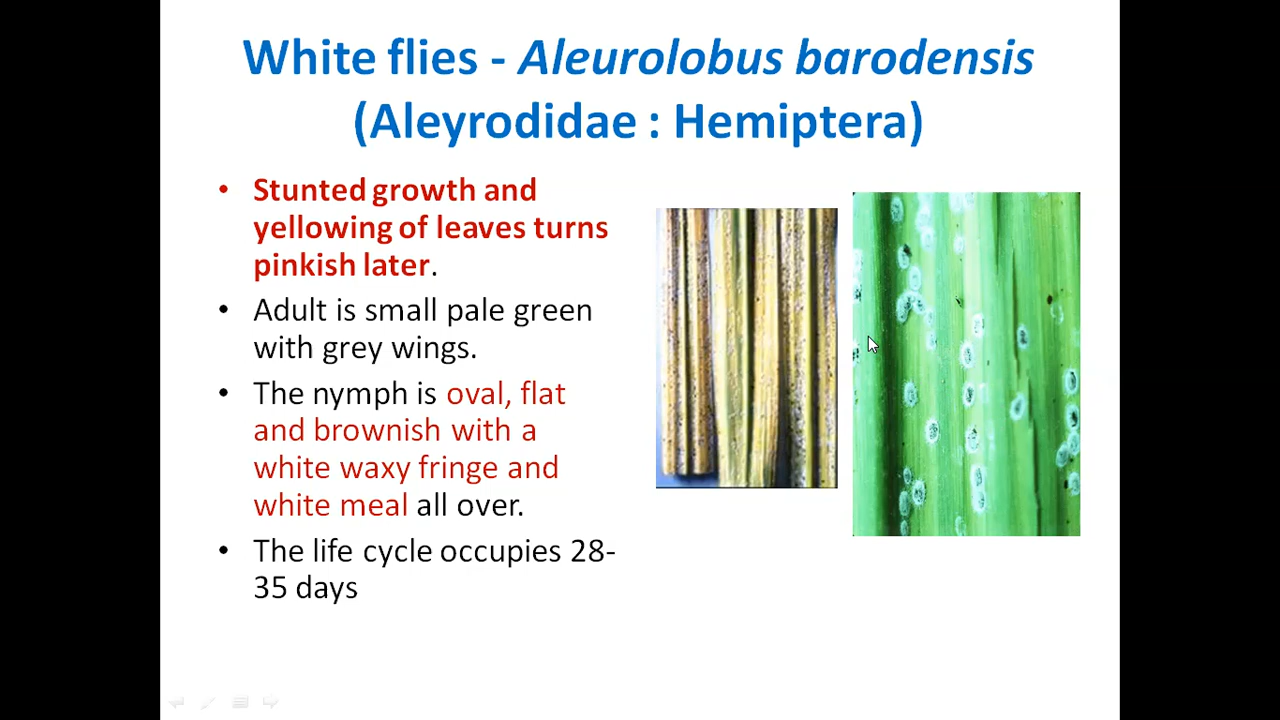 White flies - Aleurolobus barodensis
(Aleyrodidae : Hemiptera)
• Stunted growth and
yellowing of leaves turns
pinkish later.
• Adult is small pale green
with grey wings.
• The nymph is oval, flat
and brownish with a
white waxy fringe and
white meal all over.
• The life cycle occupies 28-
35 days